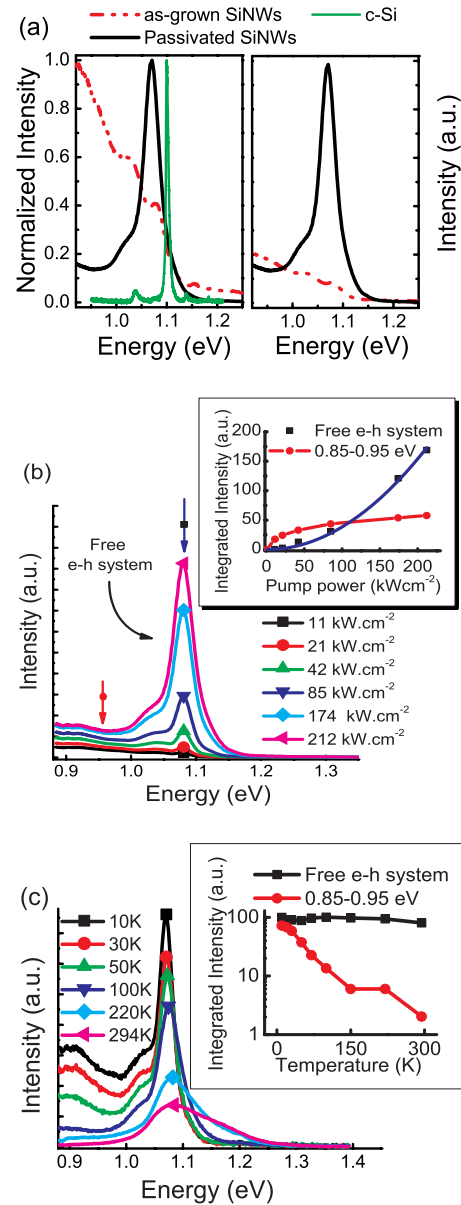 (a)
as-grown SiNWs
c-Si
Passivated SiNWs
Normalized Intensity
1.0
0.8
0.6
0.4
0.2
0.0
1.0 1.1 1.2
Energy (eV)
1.0 1.1 1.2
Energy (eV)
Intensity (a.u.)
(b)
Free
e-h system
Intensity (a.u.)
0.9 1.0 1.1 1.2 1.3
Energy (eV)
Integrated Intensity (a.u.)
200
150
100
50
0
Free e-h system
0.85-0.95 eV
0 50 100 150 200
Pump power (kWcm-2)
11 kW.cm-2
21 kW.cm-2
42 kW.cm-2
85 kW.cm-2
174 kW.cm-2
212 kW.cm-2
(c)
10K
30K
50K
100K
220K
294K
Intensity (a.u.)
0.9 1.0 1.1 1.2 1.3 1.4
Energy (eV)
Integrated Intensity (a.u.)
Free e-h system
0.85-0.95 eV
100
10
1
0 150 300
Temperature (K)